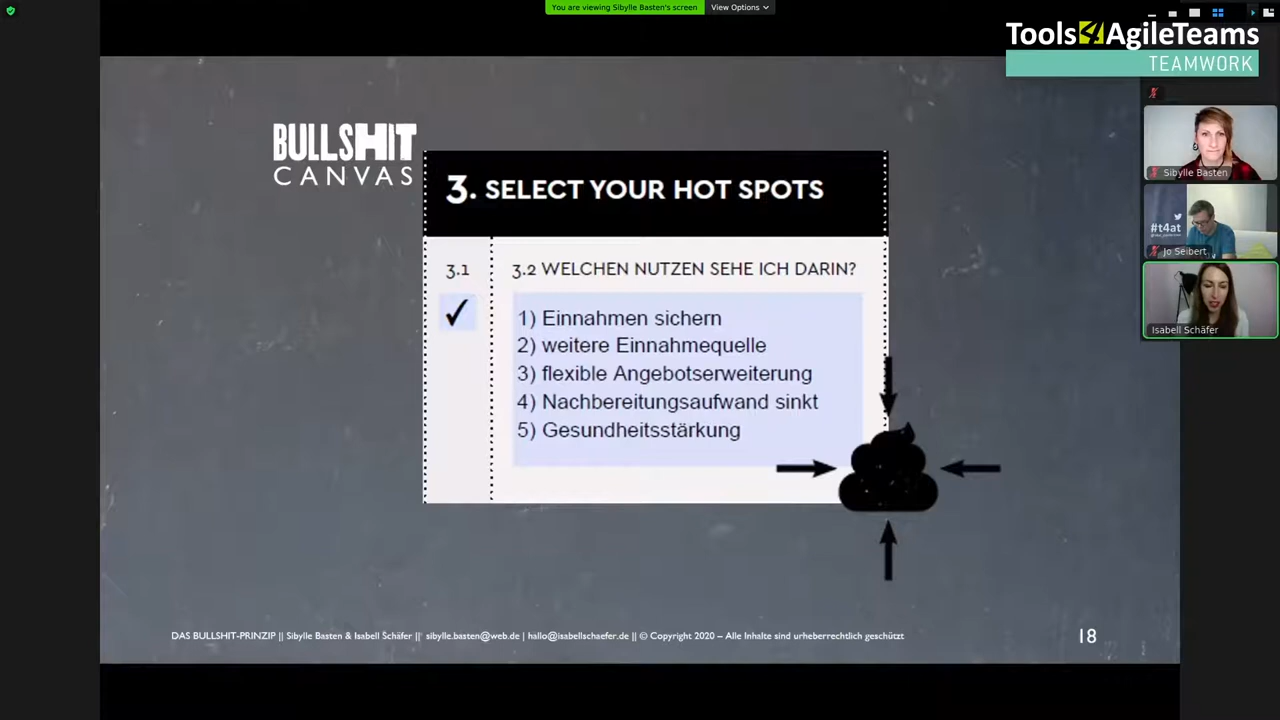 You are viewing Sibylle Basten's screen
View Options
Tools4AgileTeams
TEAMWORK
BULLSHIT
CANVAS
3. SELECT YOUR HOT SPOTS
3.1
3.2 WELCHEN NUTZEN SEHE ICH DARIN?
1) Einnahmen sichern
2) weitere Einnahmequelle
3) flexible Angebotserweiterung
4) Nachbereitungsaufwand sinkt
5) Gesundheitsstärkung
Sibylle Basten
#t4at
Jo Seibert
Isabell Schäfer
DAS BULLSHIT-PRINZIP || Sibylle Basten & Isabell Schäfer || sibylle.basten@web.de | hallo@isabellschaefer.de || © Copyright 2020 – Alle Inhalte sind urheberrechtlich geschützt
18